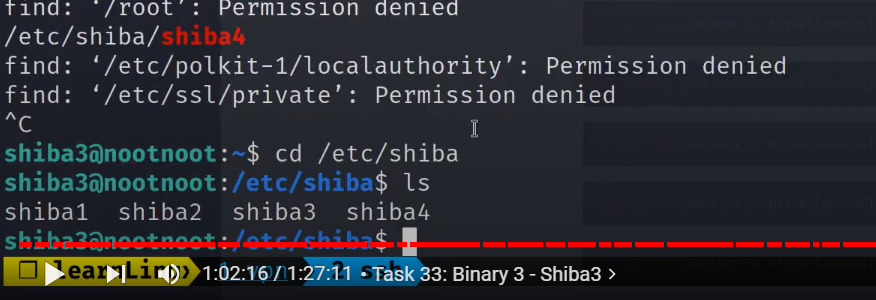 find: ‘/root’: Permission denied
/etc/shiba/shiba4
find: ‘/etc/polkit-1/localauthority’: Permission denied
find: ‘/etc/ssl/private’: Permission denied
^C
shiba3@nootnoot:~$ cd /etc/shiba
shiba3@nootnoot:/etc/shiba$ ls
shiba1 shiba2 shiba3 shiba4
shiba3@nootnoot:/etc/shiba$
1:02:16 / 1:27:11 • Task 33: Binary 3 - Shiba3 >